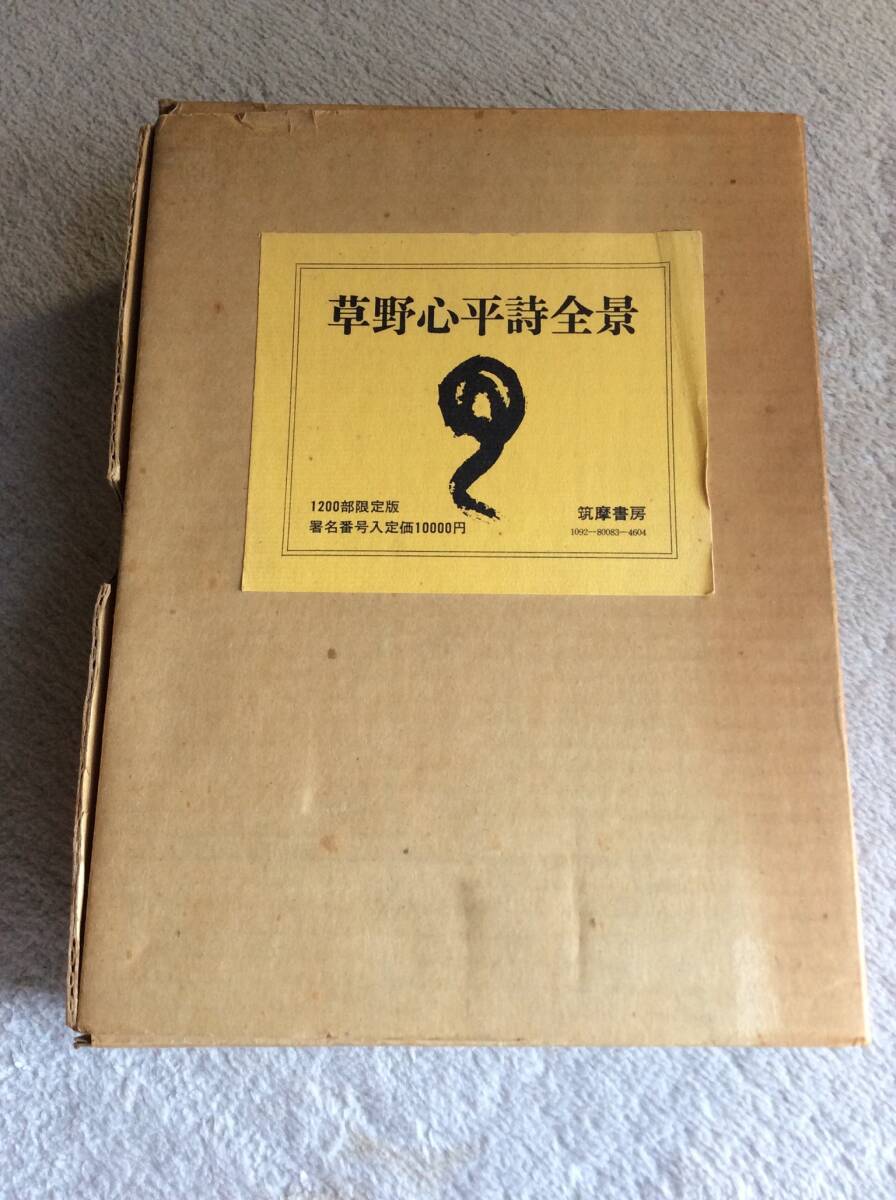 草野心平詩全景
1200部限定版
署名番号入定価10000円
筑摩書房
1092—80083—4604